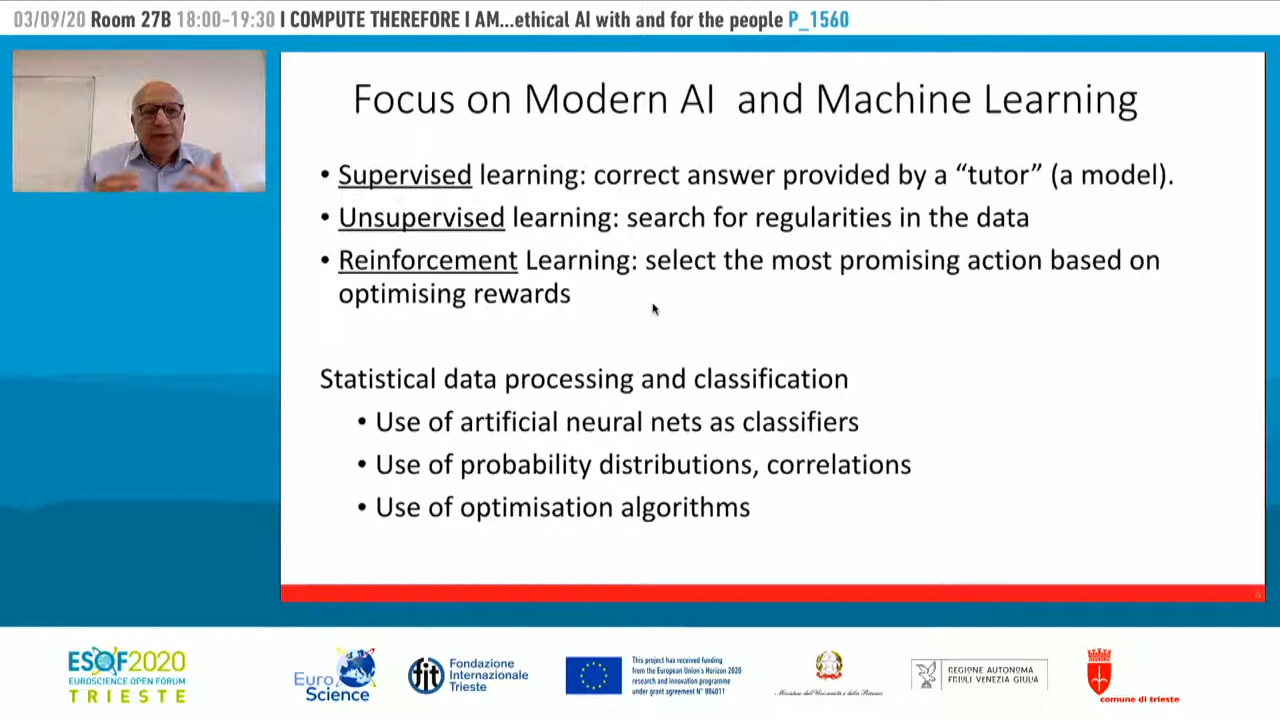 03/09/20 Room 27B 18:00-19:30 I COMPUTE THEREFORE I AM...ethical AI with and for the people P_1560
Focus on Modern AI and Machine Learning
• Supervised learning: correct answer provided by a “tutor” (a model).
• Unsupervised learning: search for regularities in the data
• Reinforcement Learning: select the most promising action based on
optimising rewards
Statistical data processing and classification
• Use of artificial neural nets as classifiers
• Use of probability distributions, correlations
• Use of optimisation algorithms
4
ESOF2020
EUROSCIENCE OPEN FORUM
TRIESTE
Euro
Science
fit
Fondazione
Internazionale
Trieste
This project has received funding
from the European Union's Horizon 2020
research and innovation programme
under grant agreement N° 884011
Ministero dell'Università e della Ricerca
REGIONE AUTONOMA
FRIULI VENEZIA GIULIA
comune di trieste